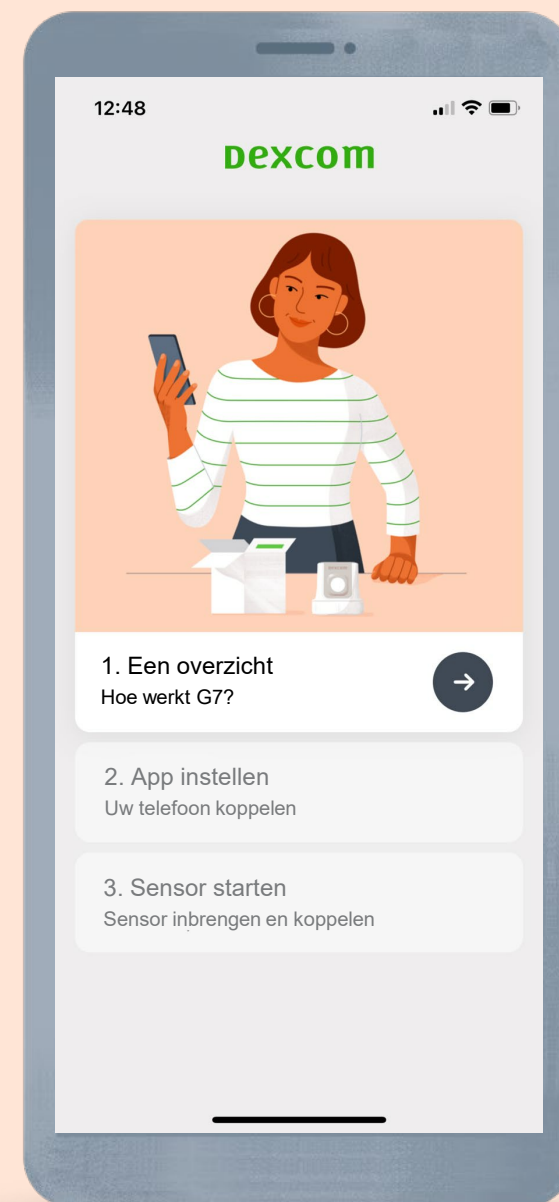 12:48
Dexcom
1. Een overzicht
Hoe werkt G7?
2. App instellen
Uw telefoon koppelen
3. Sensor starten
Sensor inbrengen en koppelen